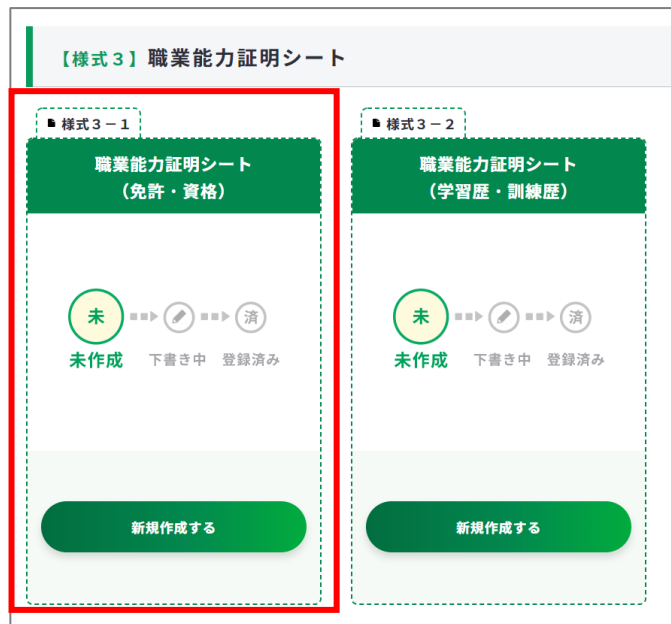 【様式3】職業能力証明シート
様式3－1
職業能力証明シート
（免許・資格）
未
済
未作成
下書き中
登録済み
新規作成する
様式3－2
職業能力証明シート
（学習歴・訓練歴）
未
済
未作成
下書き中
登録済み
新規作成する